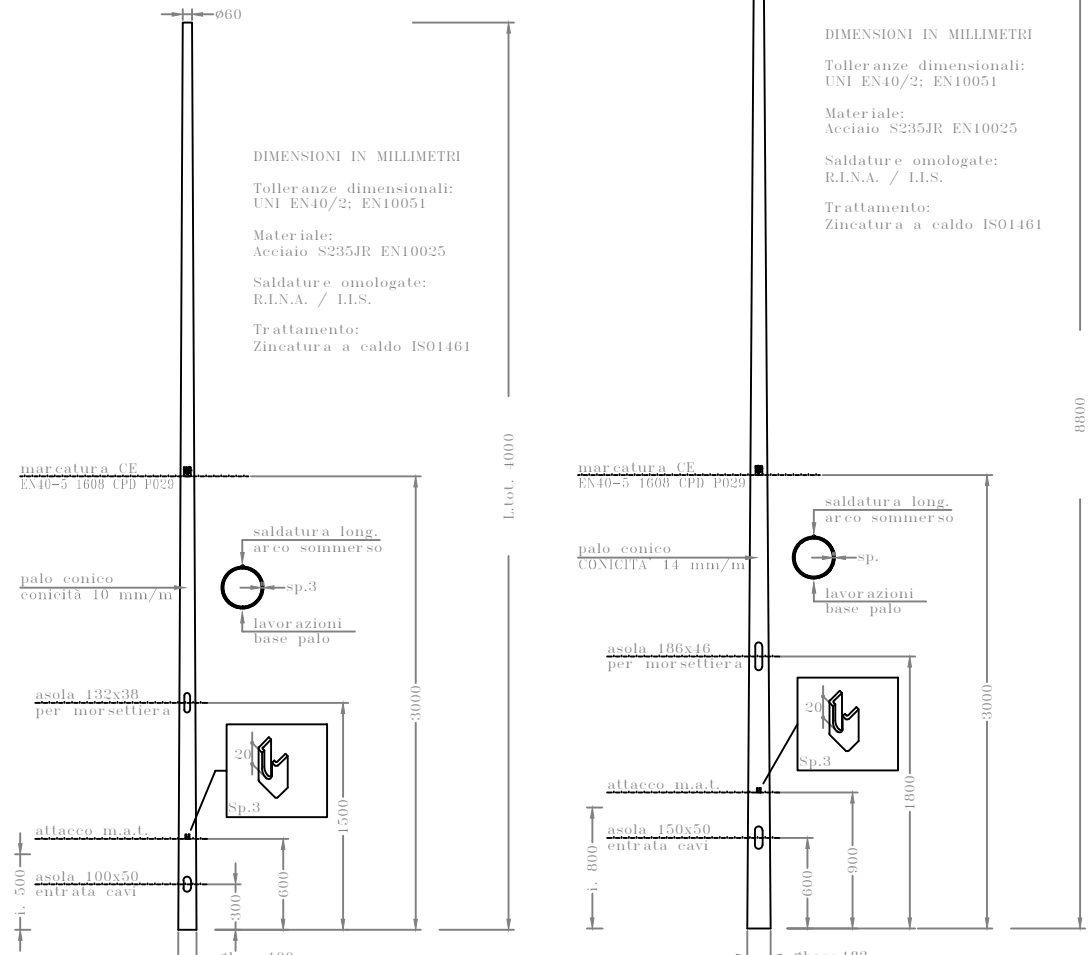 ø60
DIMENSIONI IN MILLIMETRI
Tolleranze dimensionali:
UNI EN40/2; EN10051
Materiale:
Acciaio S235JR EN10025
Saldature omologate:
R.I.N.A. / I.I.S.
Trattamento:
Zincatura a caldo ISO1461
L.tot. 4000
marcatura CE
EN40-5 1608 CPD P029
saldatura long.
arco sommerso
palo conico
conicità 10 mm/m
sp.3
lavorazioni
base palo
asola 132x38
per morsettiera
20
Sp.3
attacco m.a.t.
asola 100x50
entrata cavi
i. 500
300
600
1500
3000
DIMENSIONI IN MILLIMETRI
Tolleranze dimensionali:
UNI EN40/2; EN10051
Materiale:
Acciaio S235JR EN10025
Saldature omologate:
R.I.N.A. / I.I.S.
Trattamento:
Zincatura a caldo ISO1461
8800
marcatura CE
EN40-5 1608 CPD P029
saldatura long.
arco sommerso
palo conico
CONICITA' 14 mm/m
sp.
lavorazioni
base palo
asola 186x46
per morsettiera
20
Sp.3
attacco m.a.t.
asola 150x50
entrata cavi
i. 800
600
900
1800
3000